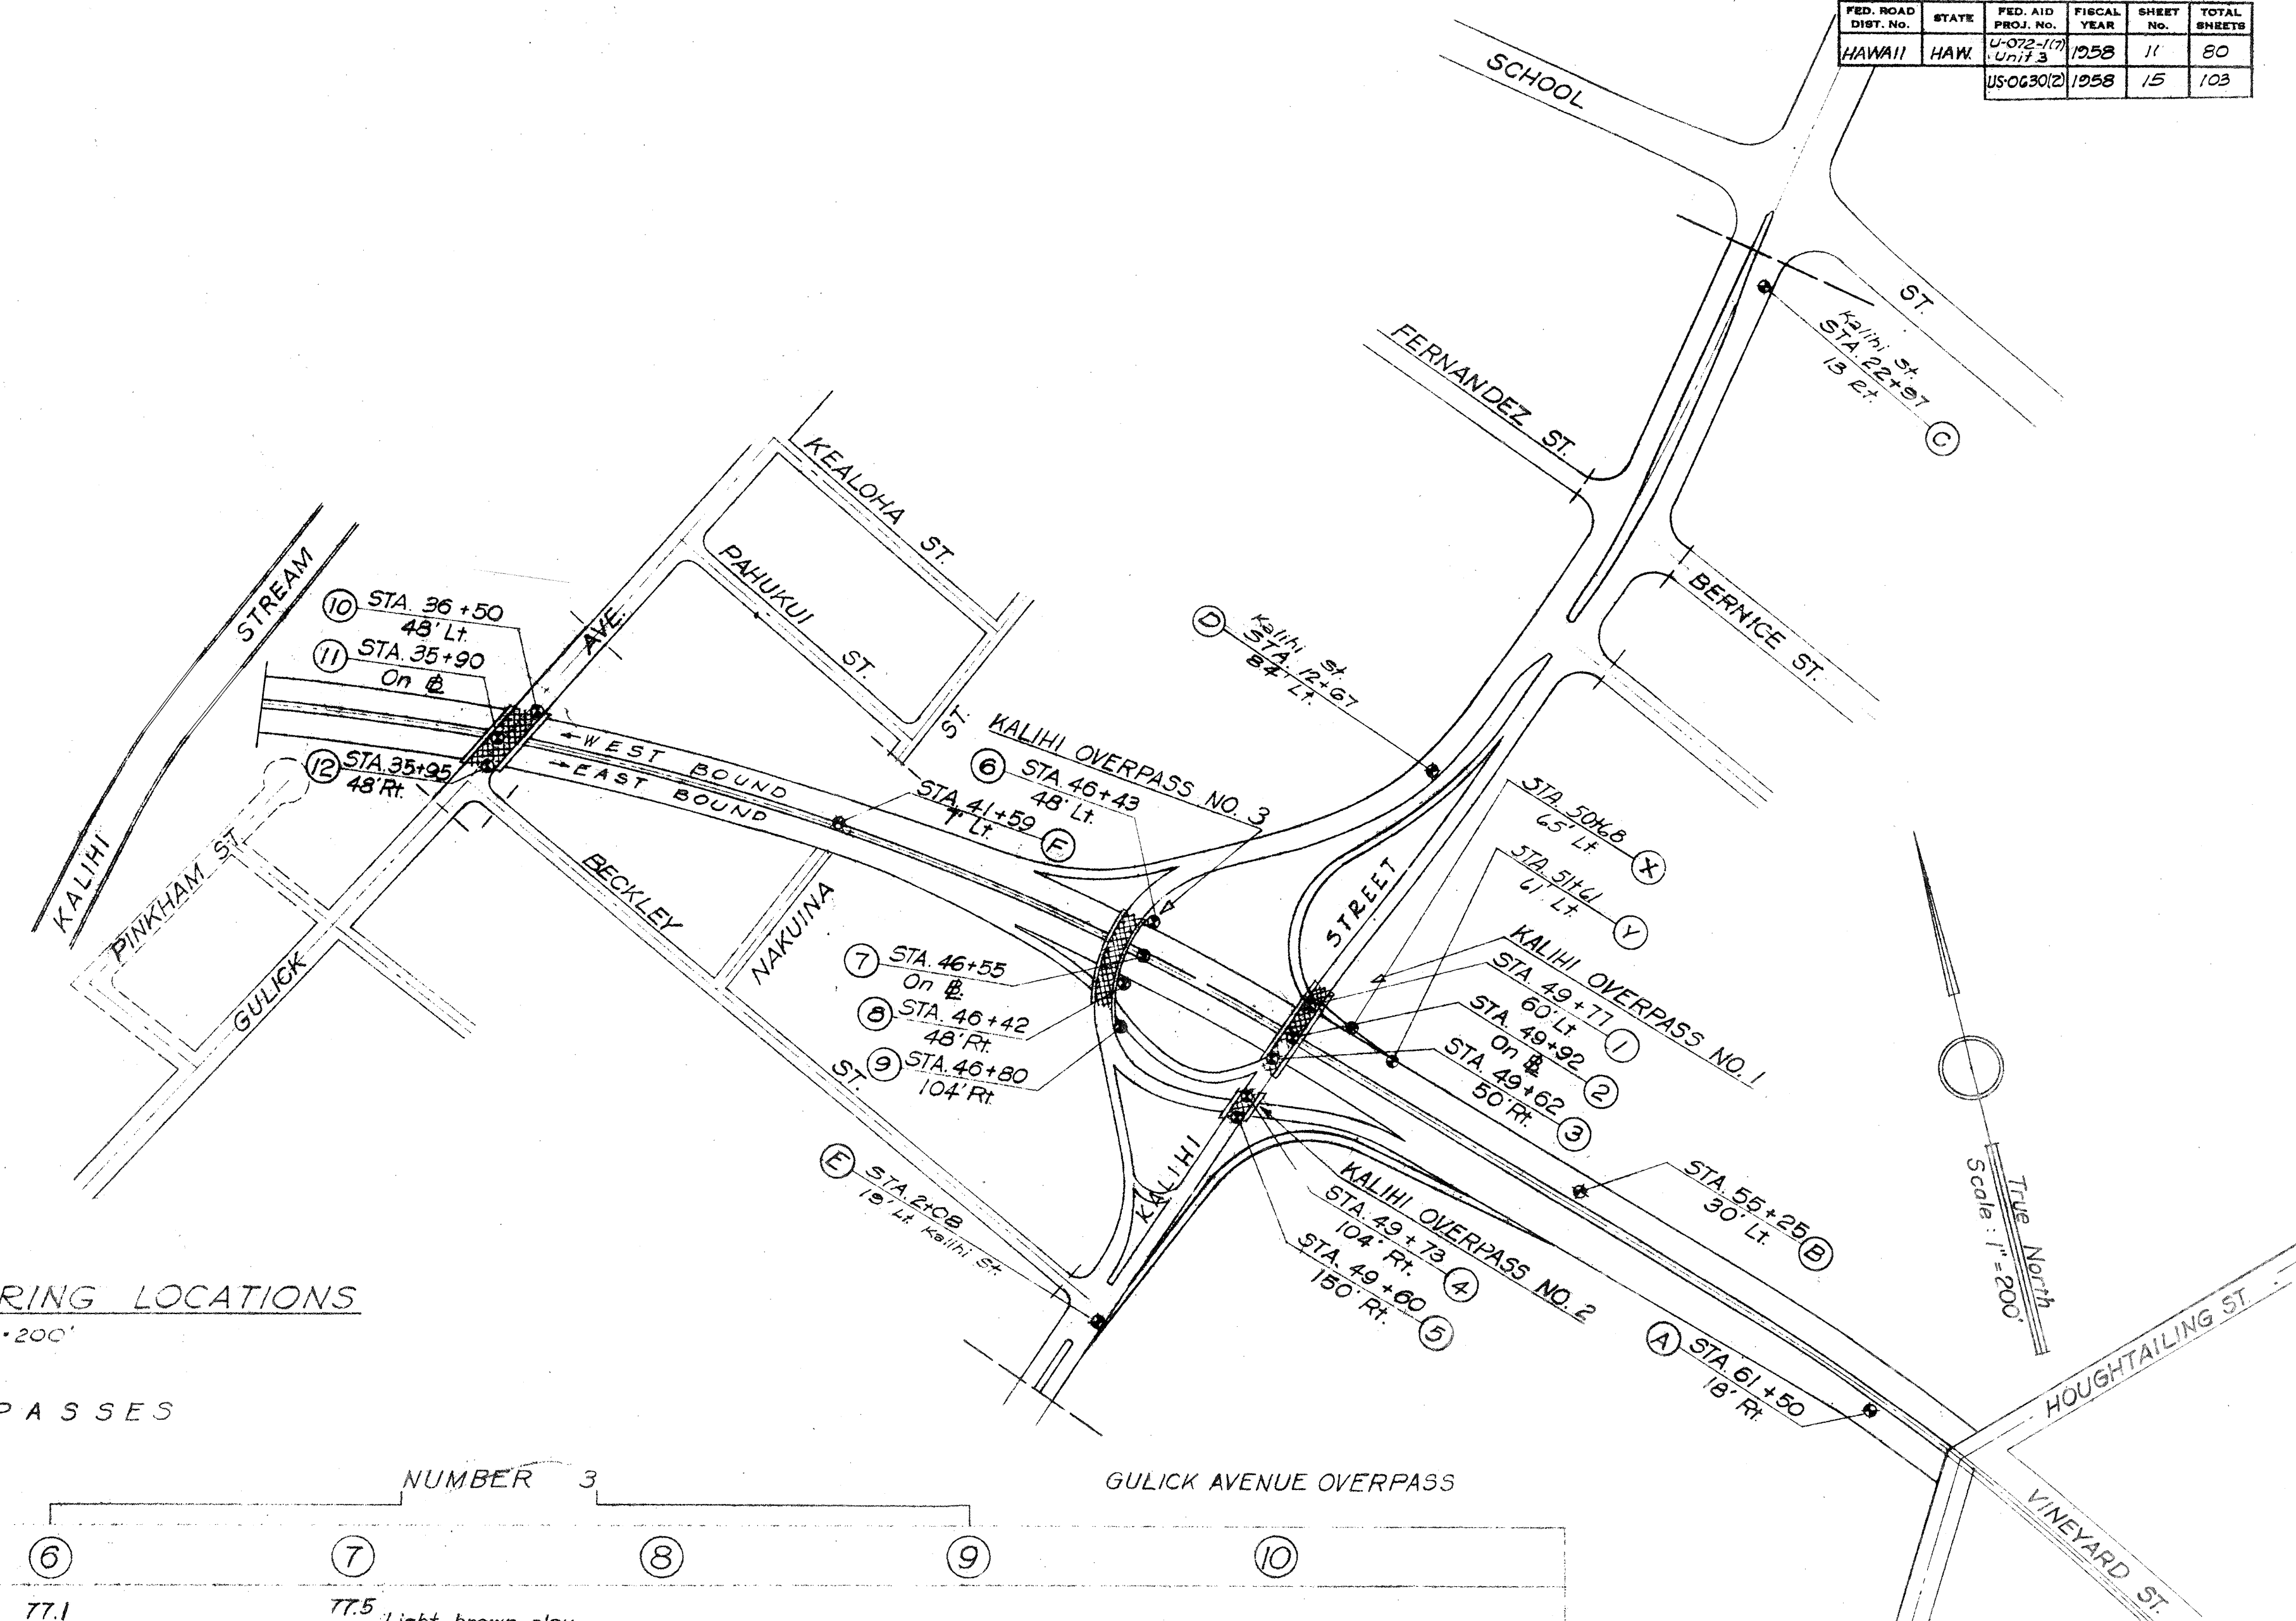 FED. ROAD DIST. No. STATE FED. AID PROJ. No. FISCAL YEAR SHEET No. TOTAL SHEETS
HAWAII HAW. U-072-1(7) Unit 3 1958 11 80
US-0630(2) 1958 15 103
SCHOOL
ST.
Kalihi St.
STA. 22+97
13 Rt.
C
FERNANDEZ ST.
BERNICE ST.
KEALOHA ST.
PAHUKUI ST.
ST.
KALIHI STREAM
10 STA. 36+50
48' Lt.
11 STA. 35+90
On ℄
12 STA. 35+95
48' Rt.
AVE.
GULICK
PINKHAM ST.
←WEST BOUND
→EAST BOUND
STA. 41+59
7' Lt.
F
BECKLEY
ST.
NAKUINA
D Kalihi St.
STA. 12+67
84' Lt.
KALIHI OVERPASS NO. 3
6 STA. 46+43
48' Lt.
7 STA. 46+55
On ℄
8 STA. 46+42
48' Rt.
9 STA. 46+80
104' Rt.
STREET
KALIHI
STA. 50+68
65' Lt.
X
STA. 51+61
61' Lt.
Y
KALIHI OVERPASS NO. 1
STA. 49+77
60' Lt
1
STA. 49+92
On ℄
2
STA. 49+62
50' Rt.
3
KALIHI OVERPASS NO. 2
STA. 49+73
104' Rt.
4
STA. 49+60
150' Rt.
5
E STA. 2+08
19' Lt. Kalihi St.
STA. 55+25
30' Lt.
B
A STA. 61+50
18' Rt.
True North
Scale: 1"=200'
HOUGHTAILING ST.
VINEYARD ST.
RING LOCATIONS
200'
PASSES
NUMBER 3
GULICK AVENUE OVERPASS
6 7 8 9 10
77.1 77.5 Light brown clay